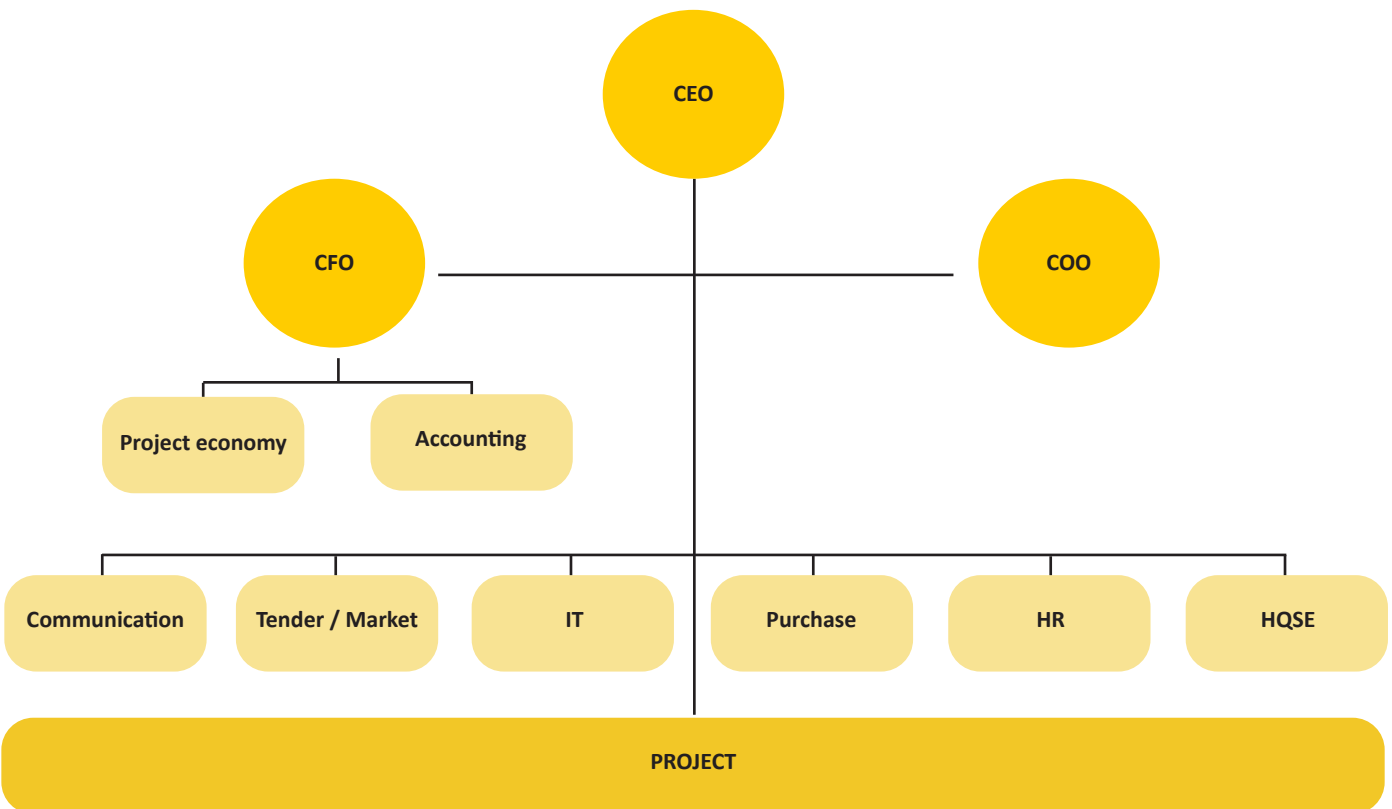 CEO
CFO
COO
Project economy
Accounting
Communication
Tender / Market
IT
Purchase
HR
HQSE
PROJECT